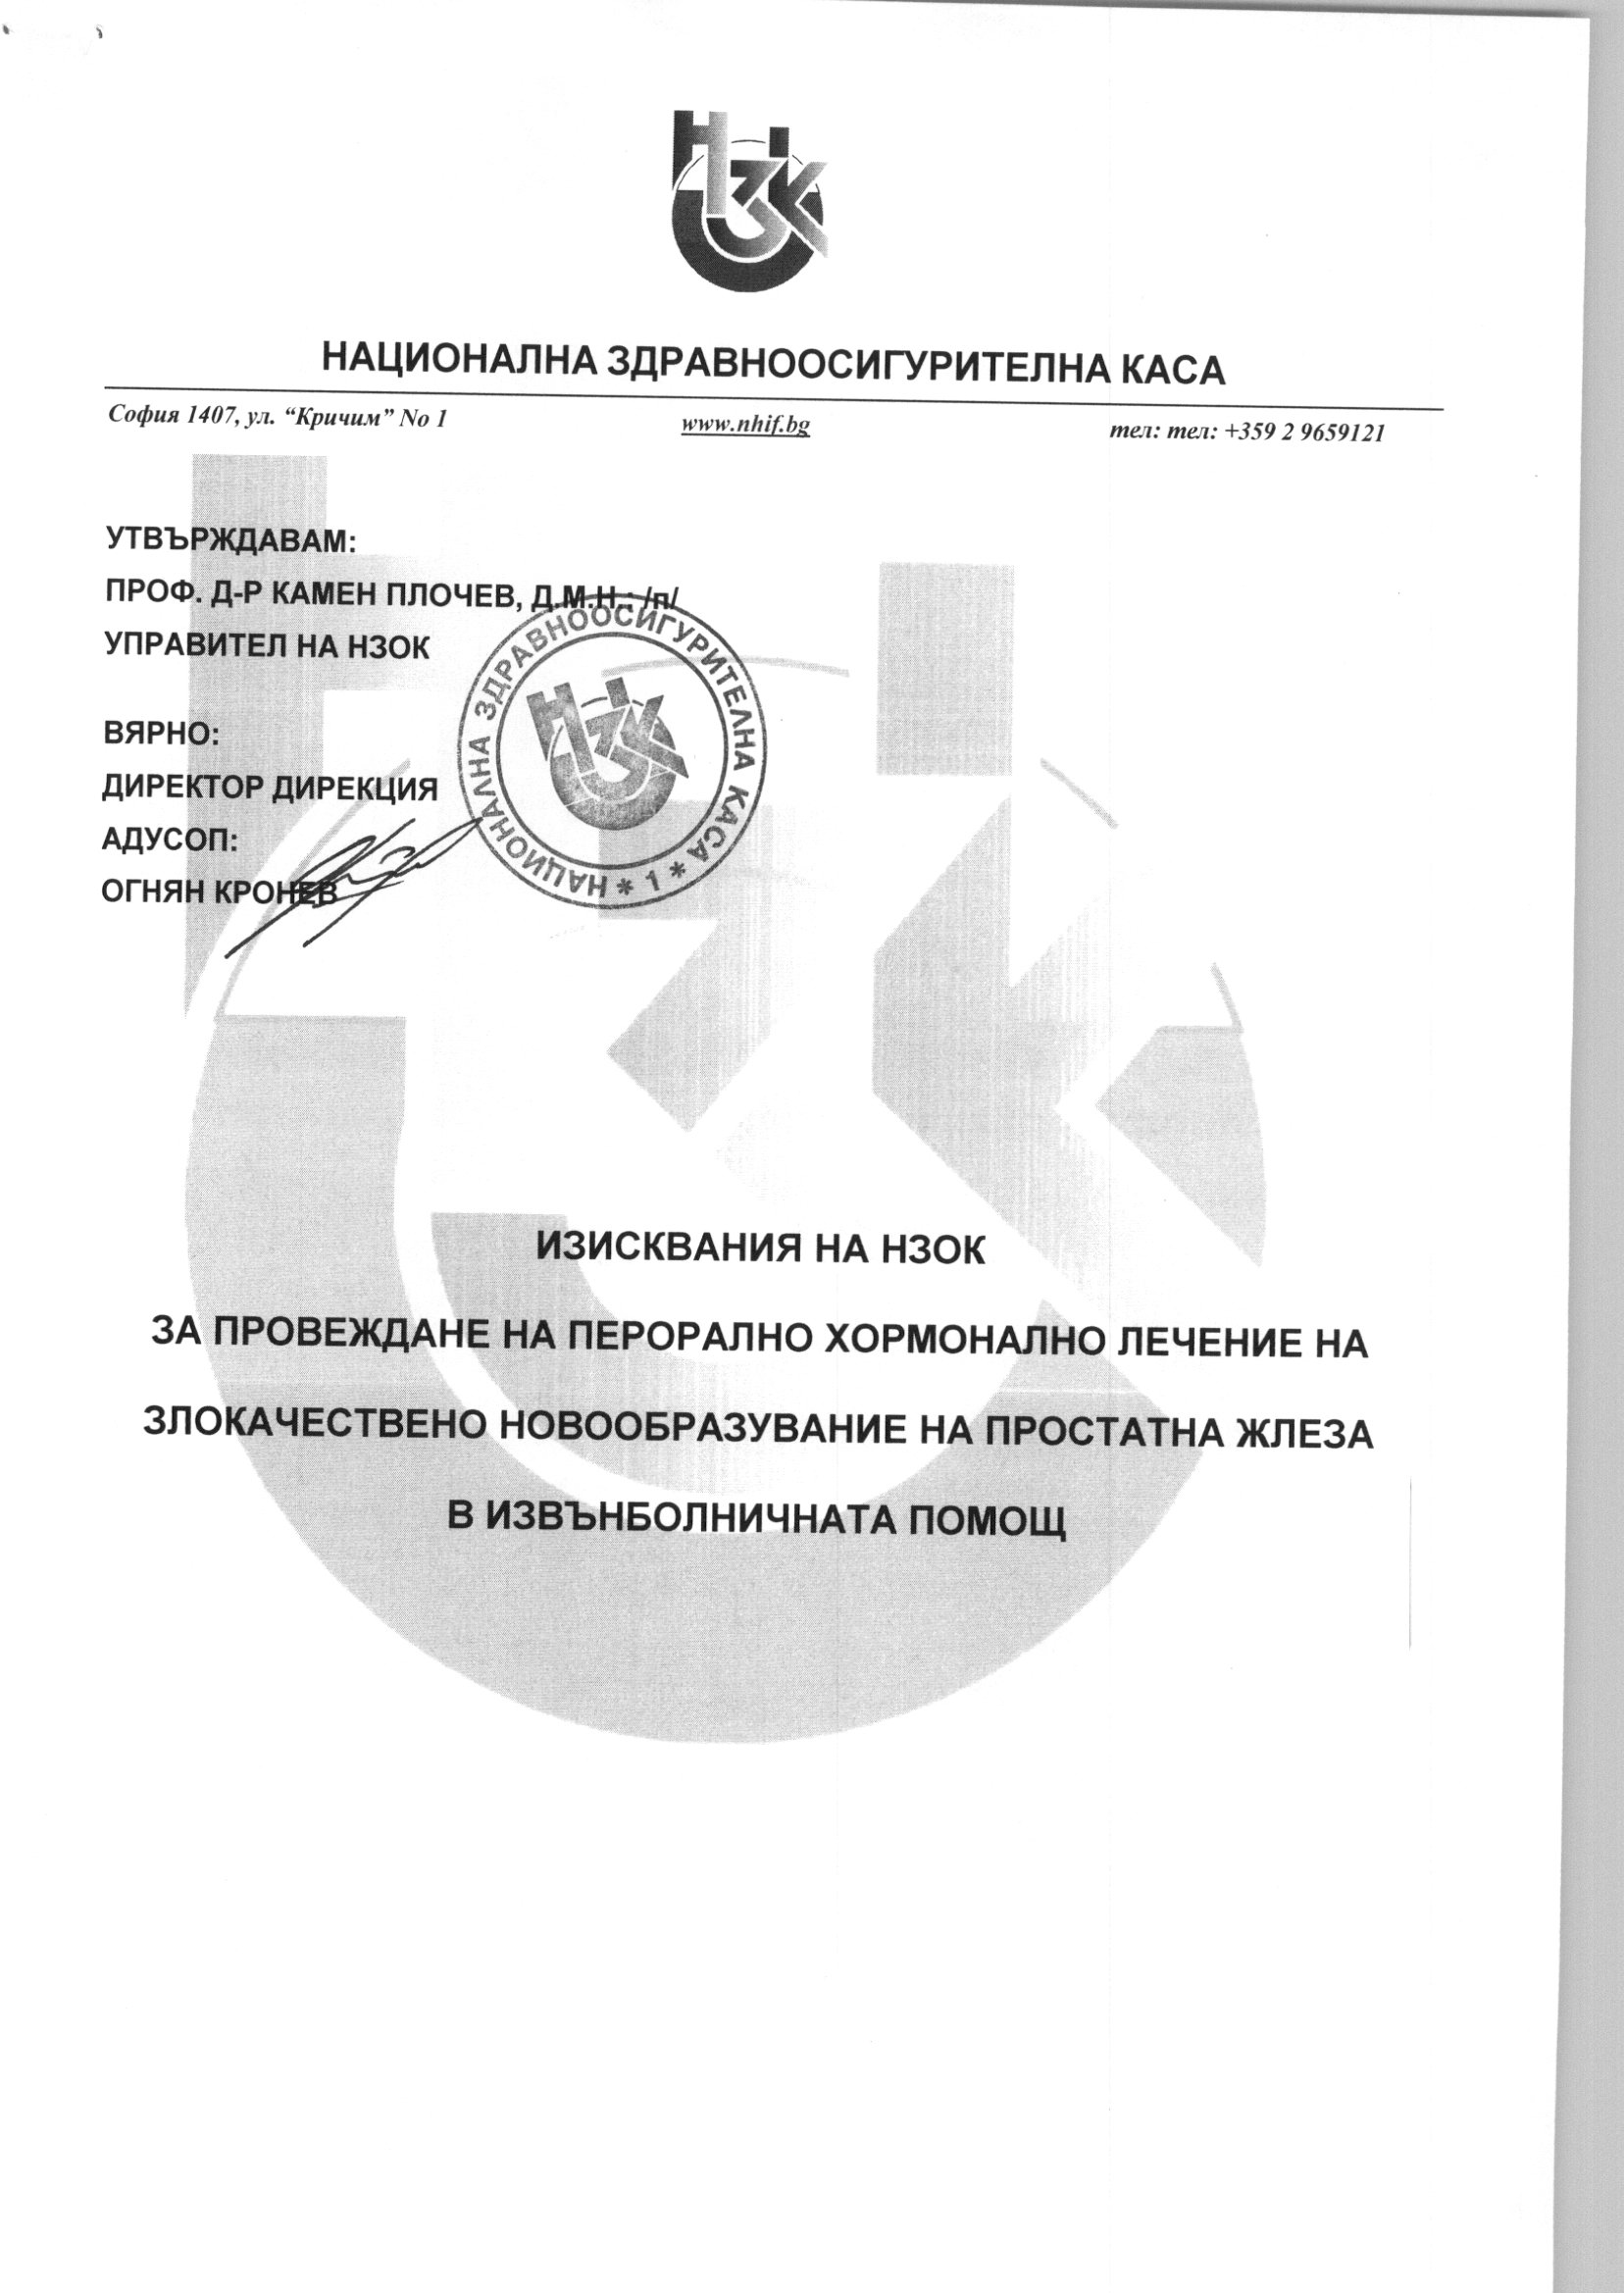 НЗК
НАЦИОНАЛНА ЗДРАВНООСИГУРИТЕЛНА КАСА
София 1407, ул. “Кричим” No 1 www.nhif.bg тел: тел: +359 2 9659121
УТВЪРЖДАВАМ:
ПРОФ. Д-Р КАМЕН ПЛОЧЕВ, Д.М.Н.: /п/
УПРАВИТЕЛ НА НЗОК
НАЦИОНАЛНА ЗДРАВНООСИГУРИТЕЛНА КАСА * 1 *
НЗК
ВЯРНО:
ДИРЕКТОР ДИРЕКЦИЯ
АДУСОП:
ОГНЯН КРОНЕВ
ИЗИСКВАНИЯ НА НЗОК
ЗА ПРОВЕЖДАНЕ НА ПЕРОРАЛНО ХОРМОНАЛНО ЛЕЧЕНИЕ НА
ЗЛОКАЧЕСТВЕНО НОВООБРАЗУВАНИЕ НА ПРОСТАТНА ЖЛЕЗА
В ИЗВЪНБОЛНИЧНАТА ПОМОЩ